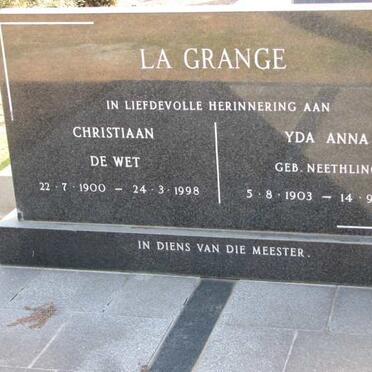 LA GRANGE
IN LIEFDEVOLLE HERINNERING AAN
CHRISTIAAN
DE WET
22·7·1900 – 24·3·1998
YDA ANNA
GEB. NEETHLING
5·8·1903 – 14·9
IN DIENS VAN DIE MEESTER.